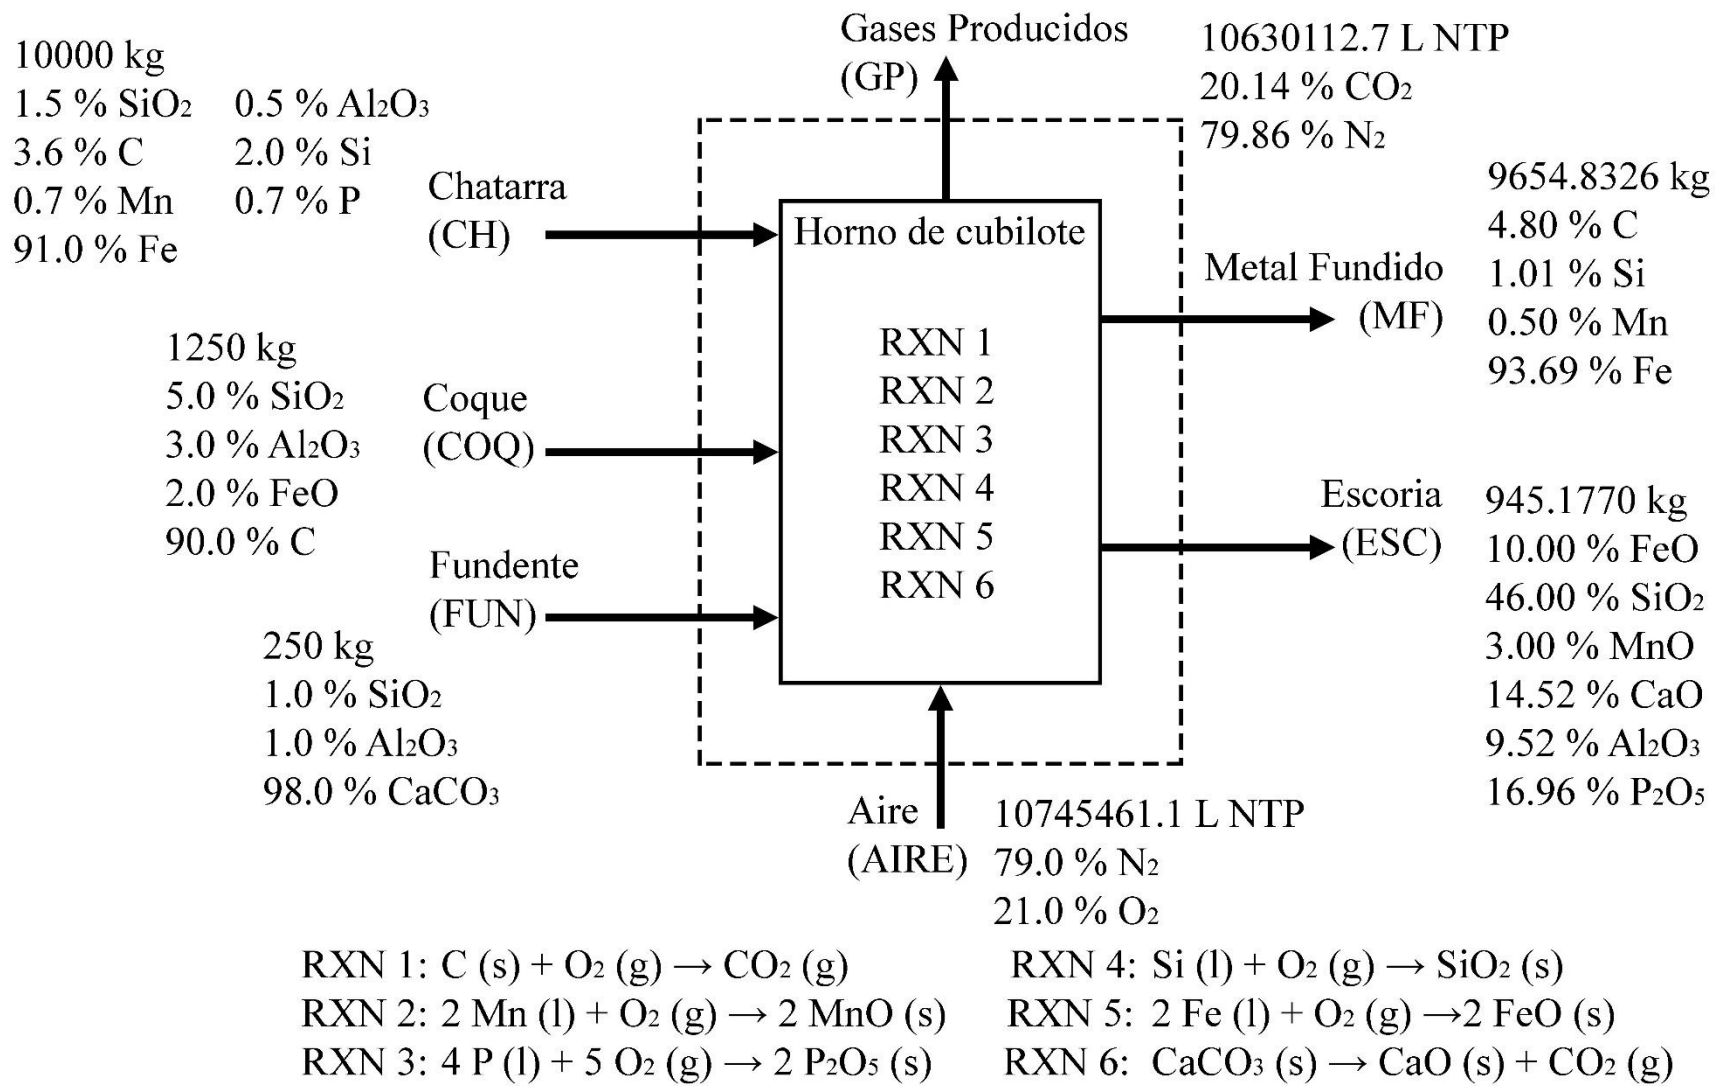 Gases Producidos
(GP)
10630112.7 L NTP
20.14 % CO₂
79.86 % N₂
10000 kg
1.5 % SiO₂ 0.5 % Al₂O₃
3.6 % C 2.0 % Si
0.7 % Mn 0.7 % P
91.0 % Fe
Chatarra
(CH)
Horno de cubilote
RXN 1
RXN 2
RXN 3
RXN 4
RXN 5
RXN 6
Metal Fundido
(MF)
9654.8326 kg
4.80 % C
1.01 % Si
0.50 % Mn
93.69 % Fe
1250 kg
5.0 % SiO₂
3.0 % Al₂O₃
2.0 % FeO
90.0 % C
Coque
(COQ)
Escoria
(ESC)
945.1770 kg
10.00 % FeO
46.00 % SiO₂
3.00 % MnO
14.52 % CaO
9.52 % Al₂O₃
16.96 % P₂O₅
Fundente
(FUN)
250 kg
1.0 % SiO₂
1.0 % Al₂O₃
98.0 % CaCO₃
Aire
(AIRE)
10745461.1 L NTP
79.0 % N₂
21.0 % O₂
RXN 1: C (s) + O₂ (g) → CO₂ (g)
RXN 2: 2 Mn (l) + O₂ (g) → 2 MnO (s)
RXN 3: 4 P (l) + 5 O₂ (g) → 2 P₂O₅ (s)
RXN 4: Si (l) + O₂ (g) → SiO₂ (s)
RXN 5: 2 Fe (l) + O₂ (g) →2 FeO (s)
RXN 6: CaCO₃ (s) → CaO (s) + CO₂ (g)